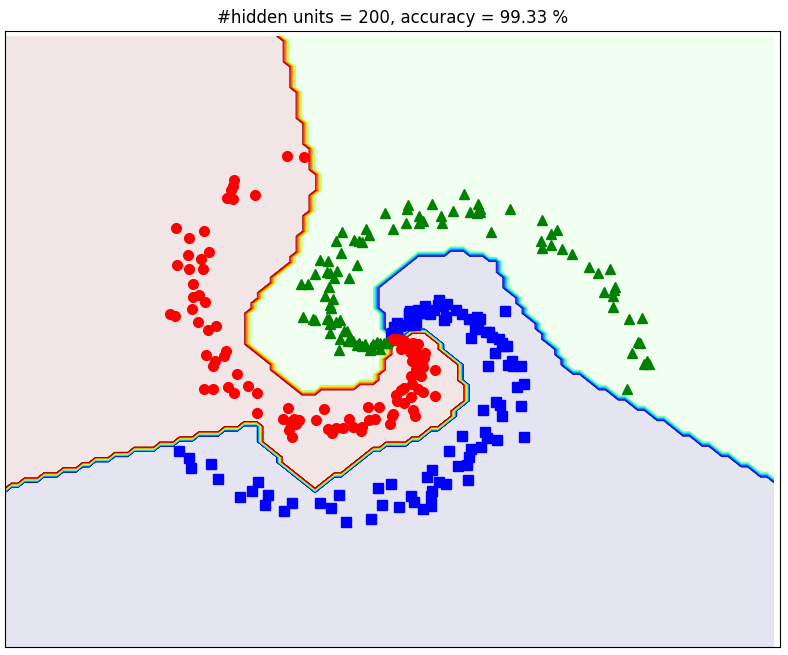 #hidden units = 200, accuracy = 99.33 %